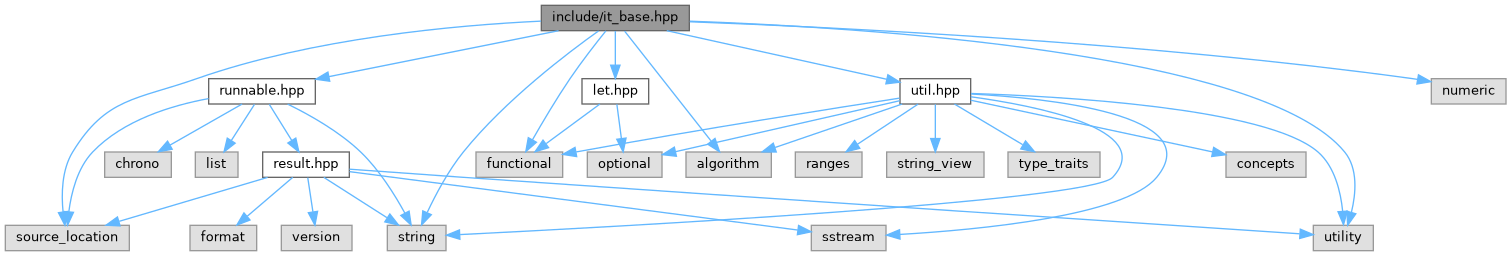 include/it_base.hpp
runnable.hpp
let.hpp
util.hpp
numeric
chrono
list
result.hpp
functional
optional
algorithm
ranges
string_view
type_traits
concepts
source_location
format
version
string
sstream
utility